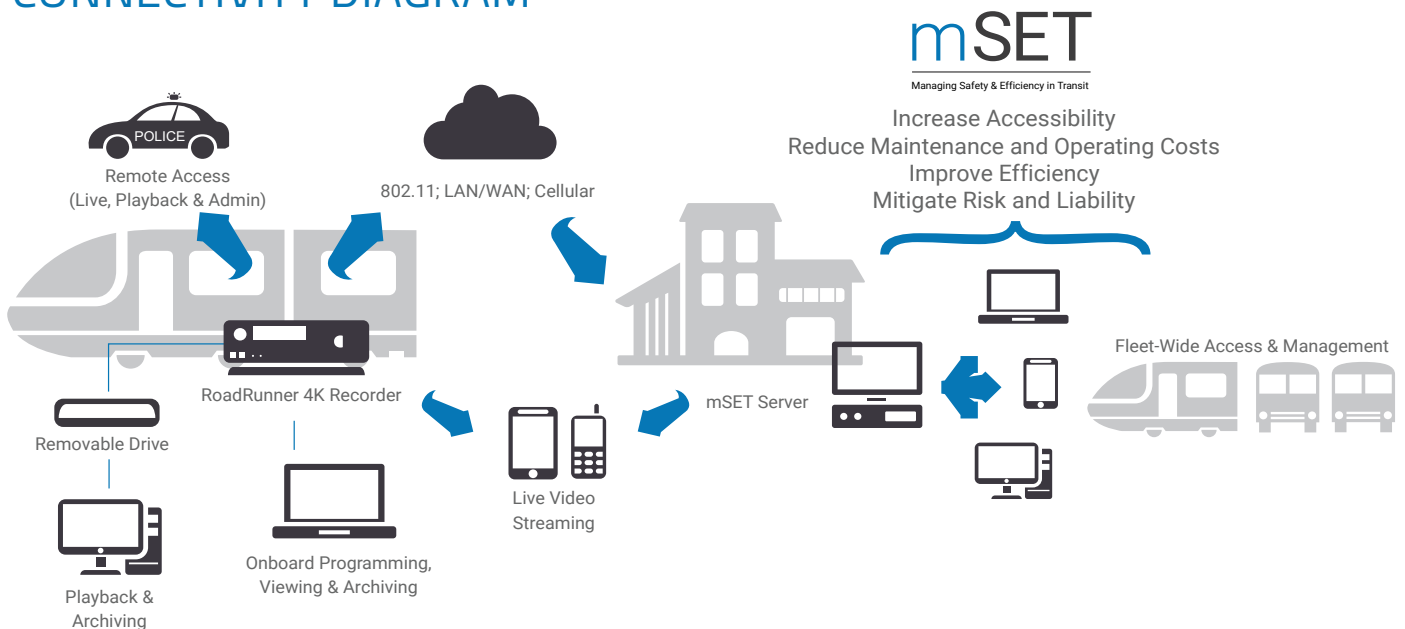 CONNECTIVITY DIAGRAM
mSET
Managing Safety & Efficiency in Transit
Increase Accessibility
Reduce Maintenance and Operating Costs
Improve Efficiency
Mitigate Risk and Liability
POLICE
Remote Access
(Live, Playback & Admin)
802.11; LAN/WAN; Cellular
RoadRunner 4K Recorder
Removable Drive
Playback &
Archiving
Onboard Programming,
Viewing & Archiving
Live Video
Streaming
mSET Server
Fleet-Wide Access & Management